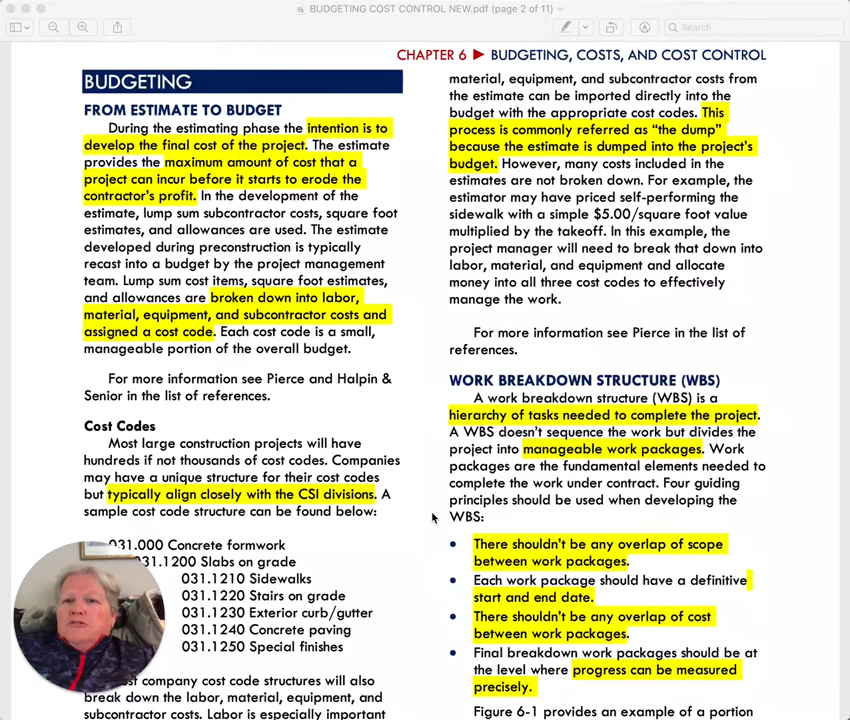 BUDGETING COST CONTROL NEW.pdf (page 2 of 11)
Search
CHAPTER 6 ► BUDGETING, COSTS, AND COST CONTROL
BUDGETING
FROM ESTIMATE TO BUDGET
During the estimating phase the intention is to
develop the final cost of the project. The estimate
provides the maximum amount of cost that a
project can incur before it starts to erode the
contractor's profit. In the development of the
estimate, lump sum subcontractor costs, square foot
estimates, and allowances are used. The estimate
developed during preconstruction is typically
recast into a budget by the project management
team. Lump sum cost items, square foot estimates,
and allowances are broken down into labor,
material, equipment, and subcontractor costs and
assigned a cost code. Each cost code is a small,
manageable portion of the overall budget.
For more information see Pierce and Halpin &
Senior in the list of references.
Cost Codes
Most large construction projects will have
hundreds if not thousands of cost codes. Companies
may have a unique structure for their cost codes
but typically align closely with the CSI divisions. A
sample cost code structure can be found below:
031.000 Concrete formwork
031.1200 Slabs on grade
031.1210 Sidewalks
031.1220 Stairs on grade
031.1230 Exterior curb/gutter
031.1240 Concrete paving
031.1250 Special finishes
company cost code structures will also
break down the labor, material, equipment, and
subcontractor costs. Labor is especially important
material, equipment, and subcontractor costs from
the estimate can be imported directly into the
budget with the appropriate cost codes. This
process is commonly referred as "the dump"
because the estimate is dumped into the project's
budget. However, many costs included in the
estimates are not broken down. For example, the
estimator may have priced self-performing the
sidewalk with a simple $5.00/square foot value
multiplied by the takeoff. In this example, the
project manager will need to break that down into
labor, material, and equipment and allocate
money into all three cost codes to effectively
manage the work.
For more information see Pierce in the list of
references.
WORK BREAKDOWN STRUCTURE (WBS)
A work breakdown structure (WBS) is a
hierarchy of tasks needed to complete the project.
A WBS doesn't sequence the work but divides the
project into manageable work packages. Work
packages are the fundamental elements needed to
complete the work under contract. Four guiding
principles should be used when developing the
WBS:
• There shouldn't be any overlap of scope
between work packages.
• Each work package should have a definitive
start and end date.
• There shouldn't be any overlap of cost
between work packages.
• Final breakdown work packages should be at
the level where progress can be measured
precisely.
Figure 6-1 provides an example of a portion